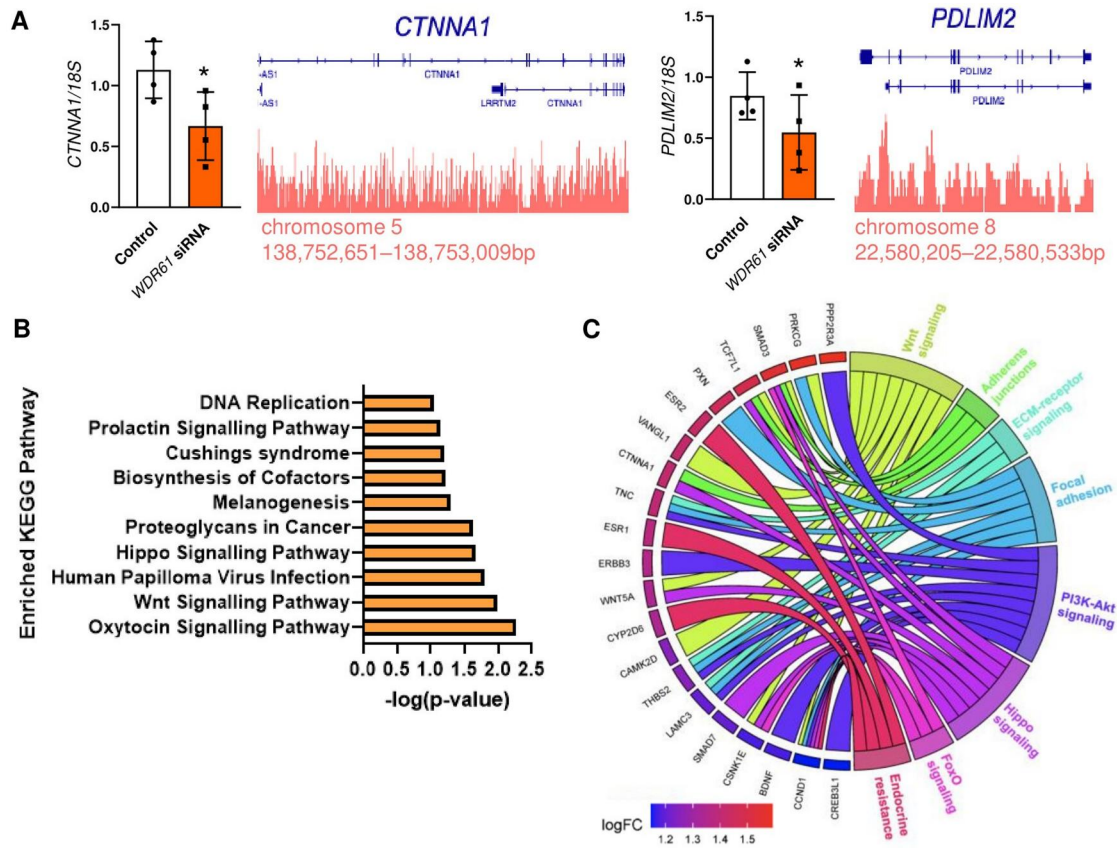 A
CTNNA1/18S
1.5
1.0
0.5
0.0
*
Control
WDR61 siRNA
CTNNA1
-AS1
CTNNA1
-AS1
LRRTM2
CTNNA1
chromosome 5
138,752,651–138,753,009bp
PDLIM2/18S
1.5
1.0
0.5
0.0
*
Control
WDR61 siRNA
PDLIM2
PDLIM2
PDLIM2
chromosome 8
22,580,205–22,580,533bp
B
Enriched KEGG Pathway
DNA Replication
Prolactin Signalling Pathway
Cushings syndrome
Biosynthesis of Cofactors
Melanogenesis
Proteoglycans in Cancer
Hippo Signalling Pathway
Human Papilloma Virus Infection
Wnt Signalling Pathway
Oxytocin Signalling Pathway
0.0 0.5 1.0 1.5 2.0 2.5
-log(p-value)
C
PPP2R3A
PRKCG
SMAD3
TCF7L1
PXN
ESR2
VANGL1
CTNNA1
TNC
ESR1
ERBB3
WNT5A
CYP2D6
CAMK2D
THBS2
LAMC3
SMAD7
CSNK1E
BDNF
CCND1
CREB3L1
Wnt
signaling
Adherens
junctions
ECM-receptor
signaling
Focal
adhesion
PI3K-Akt
signaling
Hippo
signaling
FoxO
signaling
Endocrine
resistance
logFC
1.2 1.3 1.4 1.5